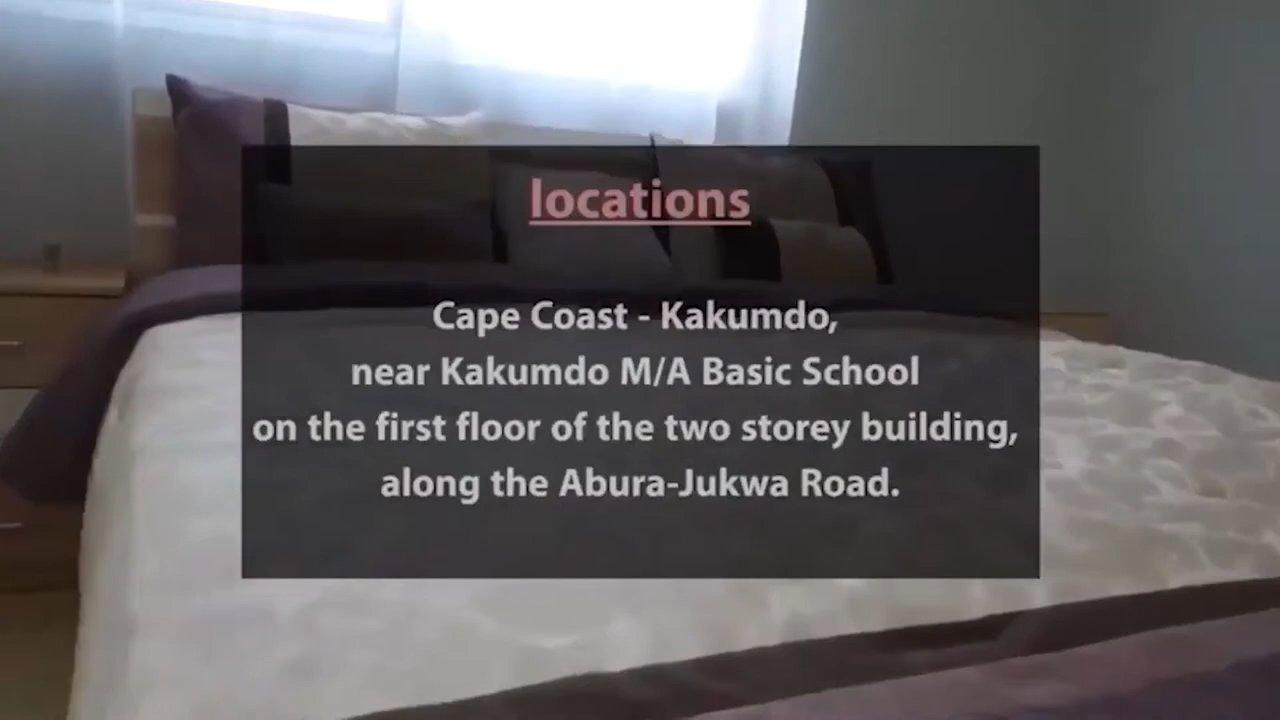 locations
Cape Coast - Kakumdo,
near Kakumdo M/A Basic School
on the first floor of the two storey building,
along the Abura-Jukwa Road.